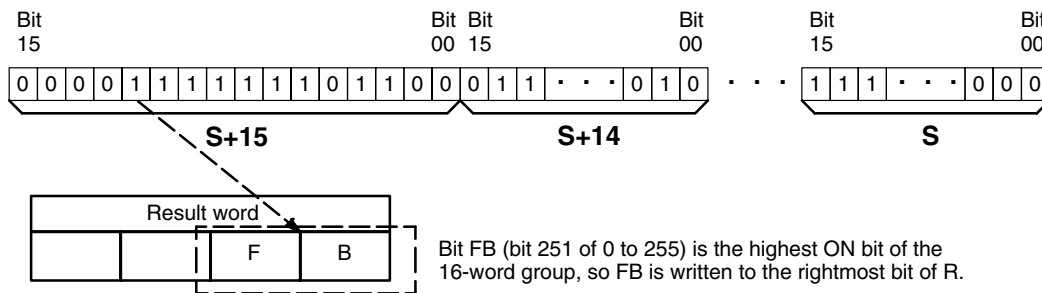 Bit Bit Bit Bit Bit Bit
15 00 15 00 15 00
0 0 0 0 1 1 1 1 1 1 1 0 1 1 0 0 0 1 1 · · · 0 1 0 · · · 1 1 1 · · · 0 0 0
S+15 S+14 S
Result word
F B
Bit FB (bit 251 of 0 to 255) is the highest ON bit of the
16-word group, so FB is written to the rightmost bit of R.